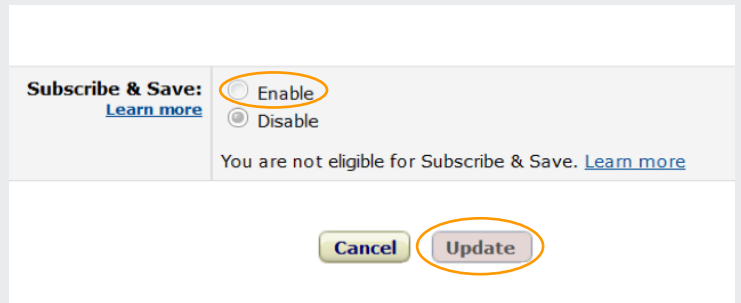 Subscribe & Save:
Learn more
Enable
Disable
You are not eligible for Subscribe & Save. Learn more
Cancel
Update